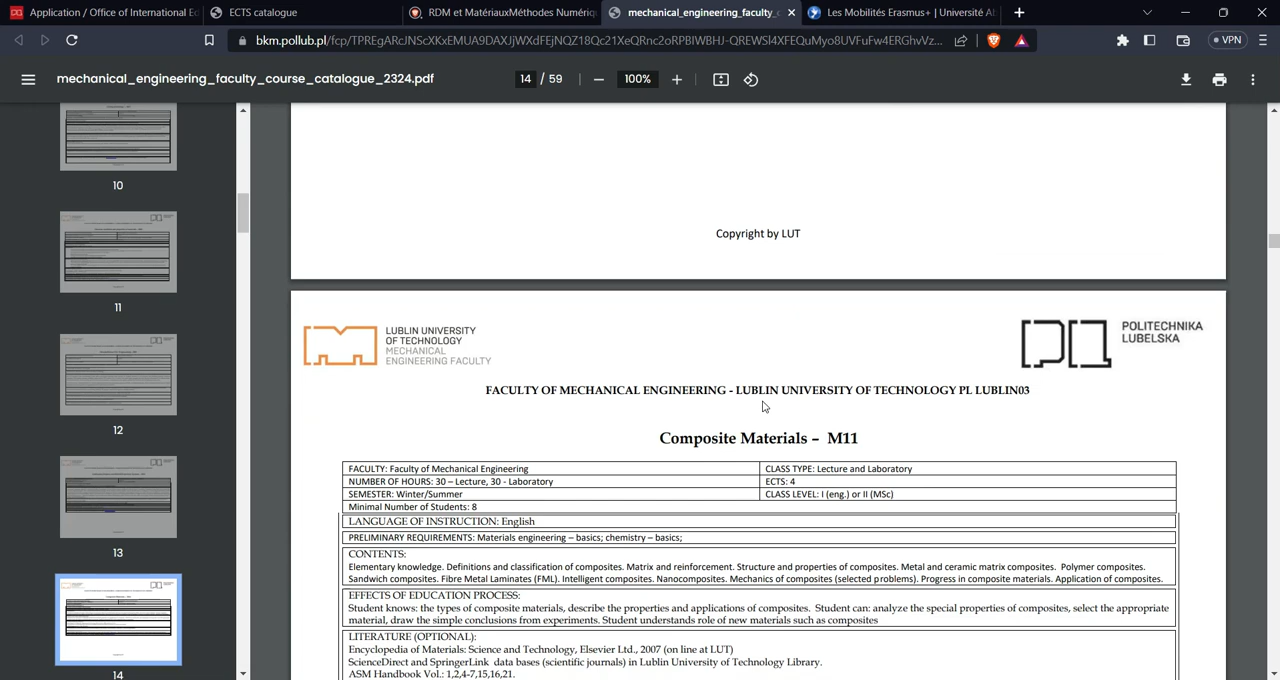 Application / Office of International Ed
ECTS catalogue
RDM et MatériauxMéthodes Numériqu
mechanical_engineering_faculty_c
Les Mobilités Erasmus+ | Université Ab
bkm.pollub.pl/fcp/TPREgARcJNScXKxEMUA9DAXJjWXdFEjNQZ18Qc21XeQRnc2oRPBIWBHJ-QREWSl4XFEQuMyo8UVFuFw4ERGhvVz...
VPN
mechanical_engineering_faculty_course_catalogue_2324.pdf
14 / 59
100%
10
11
12
13
14
Copyright by LUT
LUBLIN UNIVERSITY
OF TECHNOLOGY
MECHANICAL
ENGINEERING FACULTY
POLITECHNIKA
LUBELSKA
FACULTY OF MECHANICAL ENGINEERING - LUBLIN UNIVERSITY OF TECHNOLOGY PL LUBLIN03
Composite Materials – M11
FACULTY: Faculty of Mechanical Engineering
CLASS TYPE: Lecture and Laboratory
NUMBER OF HOURS: 30 – Lecture, 30 - Laboratory
ECTS: 4
SEMESTER: Winter/Summer
CLASS LEVEL: I (eng.) or II (MSc)
Minimal Number of Students: 8
LANGUAGE OF INSTRUCTION: English
PRELIMINARY REQUIREMENTS: Materials engineering – basics; chemistry – basics;
CONTENTS:
Elementary knowledge. Definitions and classification of composites. Matrix and reinforcement. Structure and properties of composites. Metal and ceramic matrix composites. Polymer composites.
Sandwich composites. Fibre Metal Laminates (FML). Intelligent composites. Nanocomposites. Mechanics of composites (selected problems). Progress in composite materials. Application of composites.
EFFECTS OF EDUCATION PROCESS:
Student knows: the types of composite materials, describe the properties and applications of composites. Student can: analyze the special properties of composites, select the appropriate
material, draw the simple conclusions from experiments. Student understands role of new materials such as composites
LITERATURE (OPTIONAL):
Encyclopedia of Materials: Science and Technology, Elsevier Ltd., 2007 (on line at LUT)
ScienceDirect and SpringerLink data bases (scientific journals) in Lublin University of Technology Library.
ASM Handbook Vol.: 1,2,4-7,15,16,21.